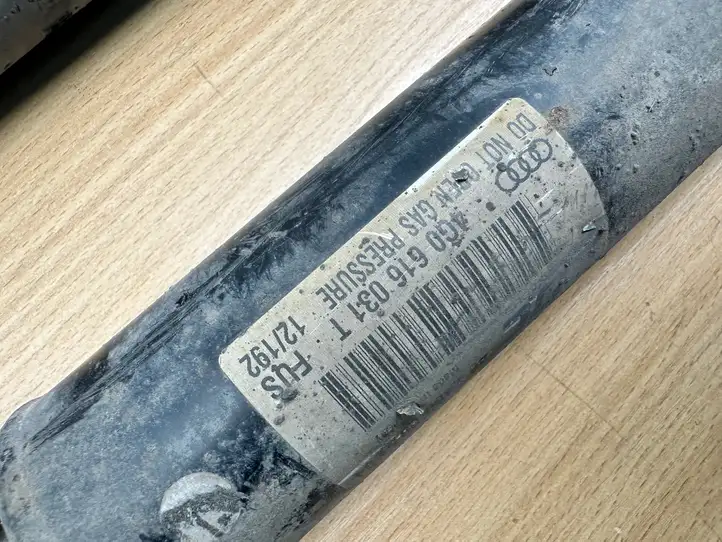 DO NOT OPEN GAS PRESSURE
4G0 616 031 T
12/192
FUS